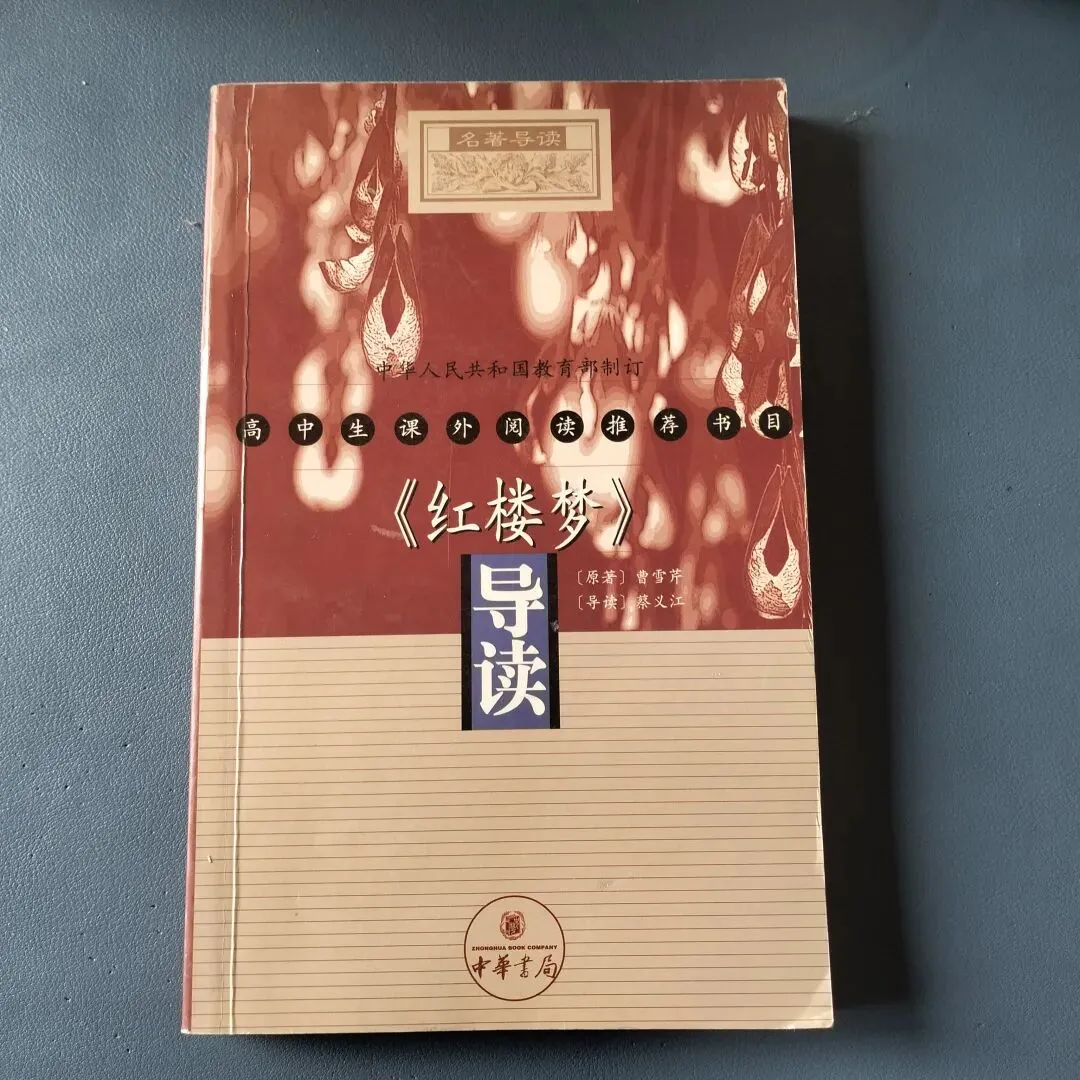 名著导读
中华人民共和国教育部制订
高中生课外阅读推荐书目
《红楼梦》
导读
〔原著〕曹雪芹
〔导读〕蔡义江
ZHONGHUA BOOK COMPANY
中華書局